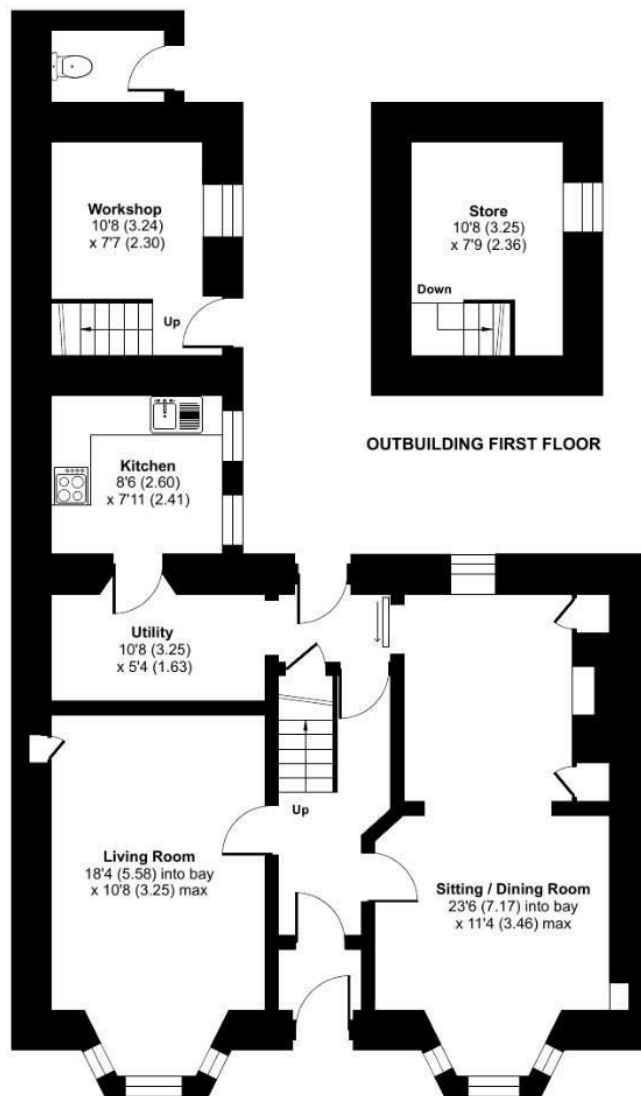 Workshop
10'8 (3.24)
x 7'7 (2.30)
Up
Store
10'8 (3.25)
x 7'9 (2.36)
Down
OUTBUILDING FIRST FLOOR
Kitchen
8'6 (2.60)
x 7'11 (2.41)
Utility
10'8 (3.25)
x 5'4 (1.63)
Up
Living Room
18'4 (5.58) into bay
x 10'8 (3.25) max
Sitting / Dining Room
23'6 (7.17) into bay
x 11'4 (3.46) max